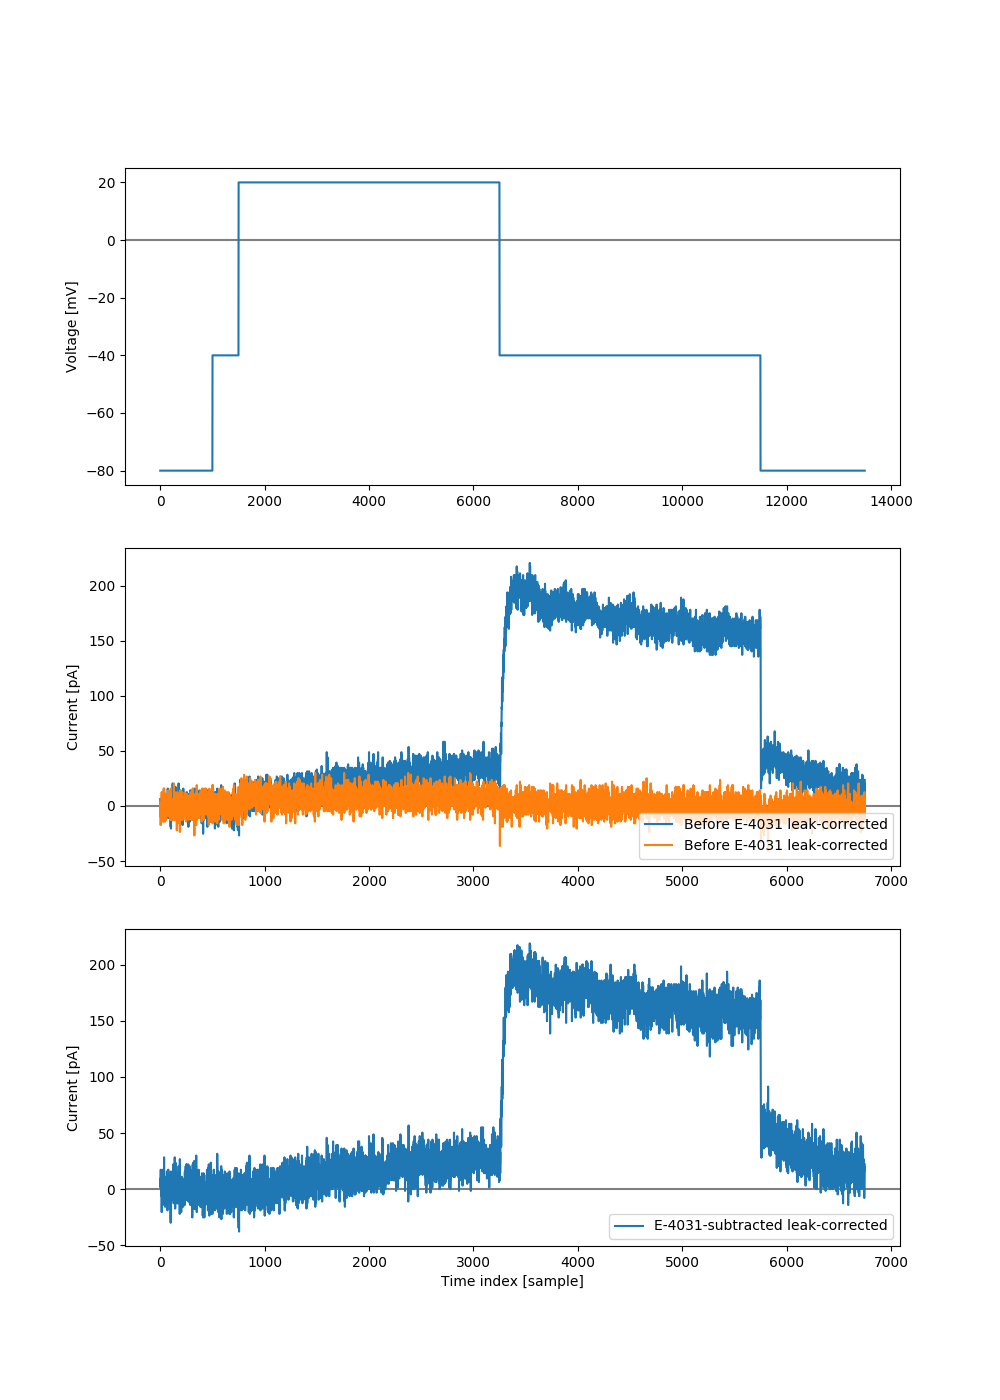 20
0
−20
−40
−60
−80
Voltage [mV]
0 2000 4000 6000 8000 10000 12000 14000
200
150
100
50
0
−50
Current [pA]
Before E-4031 leak-corrected
Before E-4031 leak-corrected
0 1000 2000 3000 4000 5000 6000 7000
200
150
100
50
0
−50
Current [pA]
E-4031-subtracted leak-corrected
0 1000 2000 3000 4000 5000 6000 7000
Time index [sample]